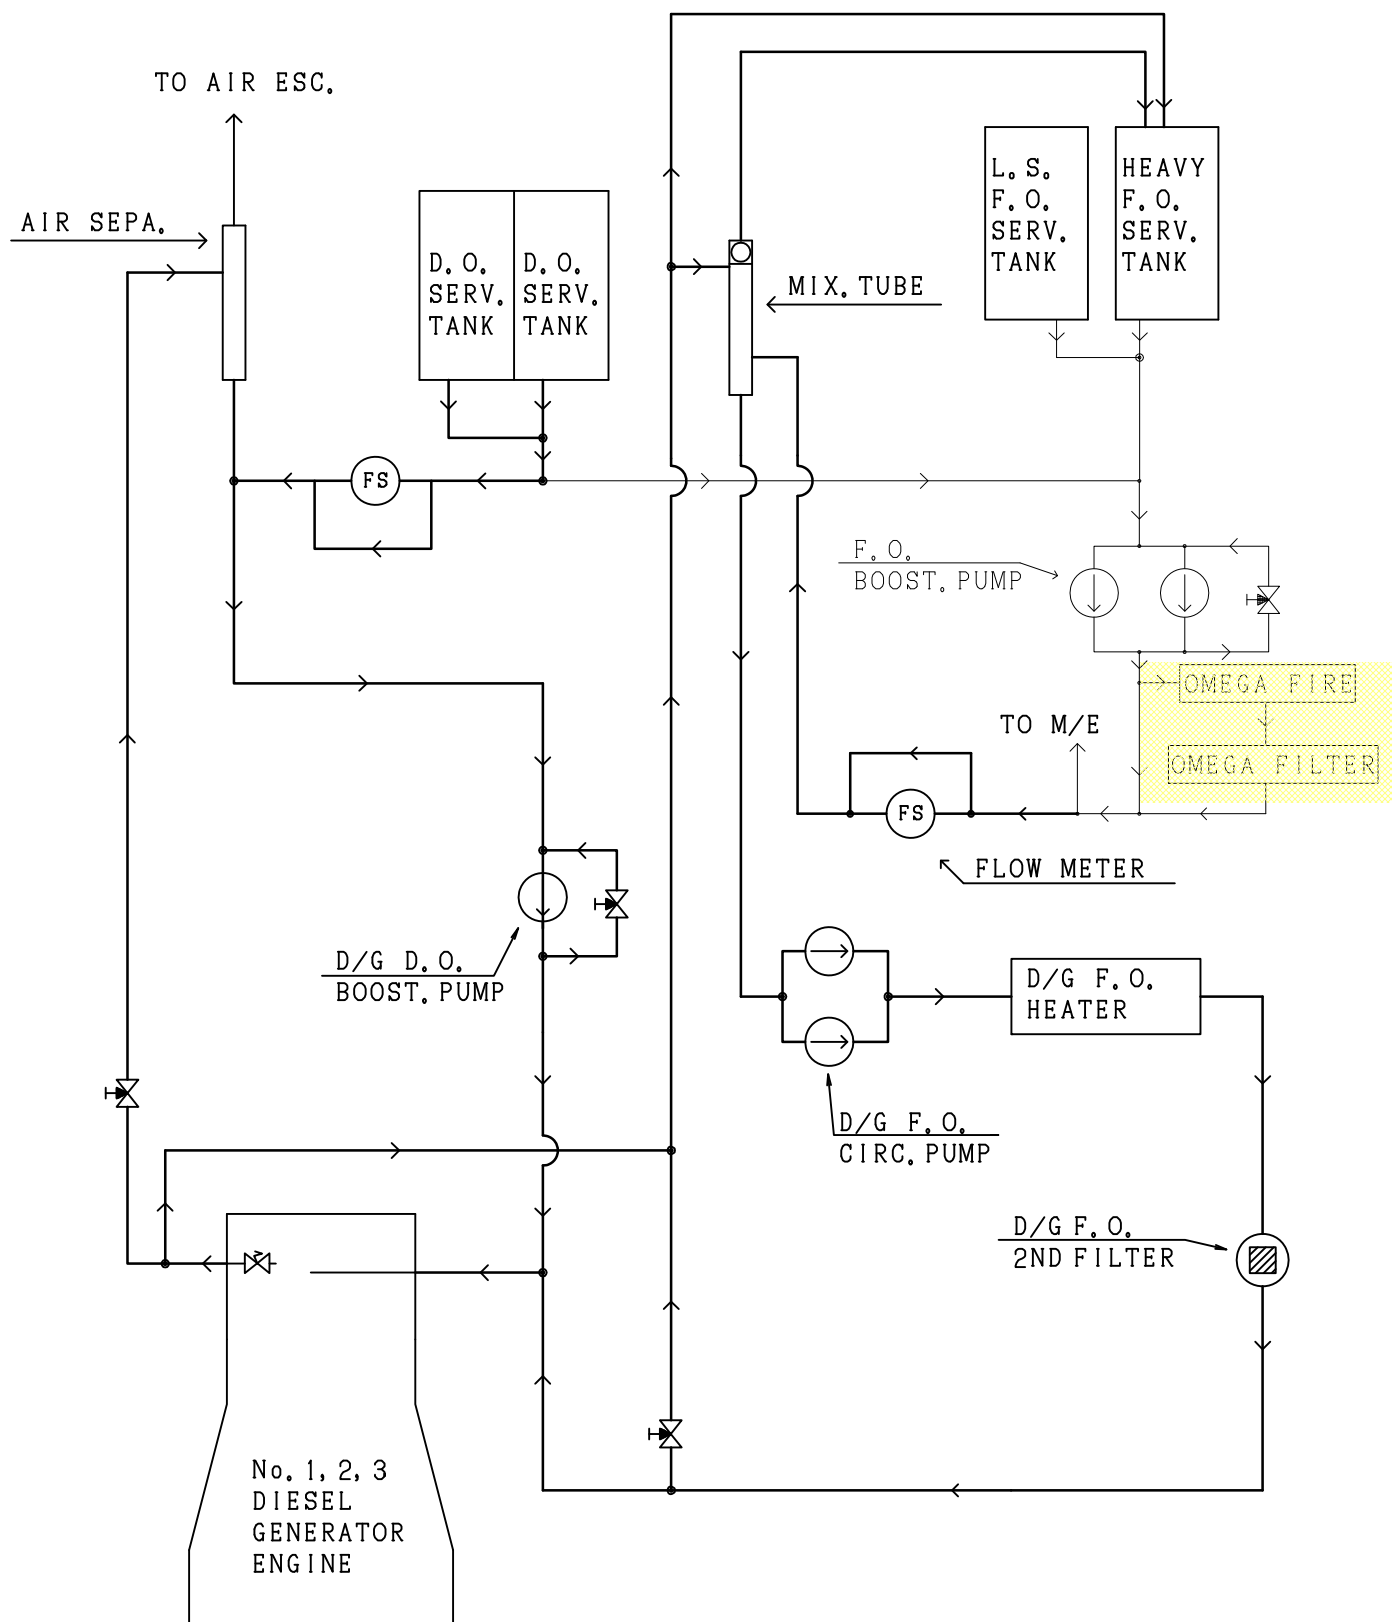 TO AIR ESC.
AIR SEPA.
D.O.
SERV.
TANK
D.O.
SERV.
TANK
L.S.
F.O.
SERV.
TANK
HEAVY
F.O.
SERV.
TANK
MIX. TUBE
FS
F.O.
BOOST. PUMP
OMEGA FIRE
TO M/E
OMEGA FILTER
FS
FLOW METER
D/G D.O.
BOOST. PUMP
D/G F.O.
HEATER
D/G F.O.
CIRC. PUMP
D/G F.O.
2ND FILTER
No. 1, 2, 3
DIESEL
GENERATOR
ENGINE